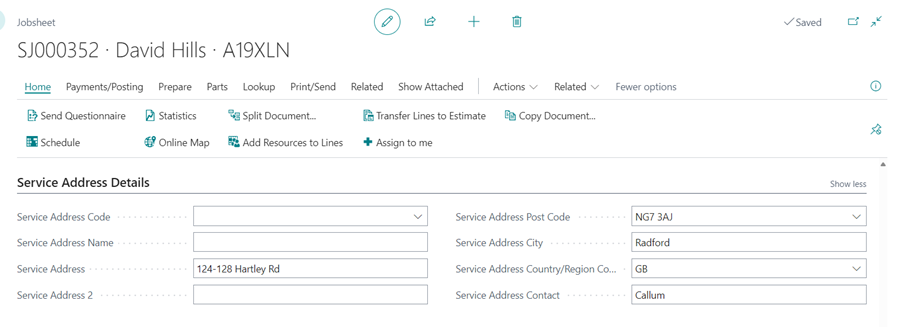 Jobsheet
Saved
SJ000352 · David Hills · A19XLN
Home Payments/Posting Prepare Parts Lookup Print/Send Related Show Attached Actions Related Fewer options
Send Questionnaire Statistics Split Document... Transfer Lines to Estimate Copy Document...
Schedule Online Map Add Resources to Lines Assign to me
Service Address Details Show less
Service Address Code Service Address Post Code NG7 3AJ
Service Address Name Service Address City Radford
Service Address 124-128 Hartley Rd Service Address Country/Region Co... GB
Service Address 2 Service Address Contact Callum